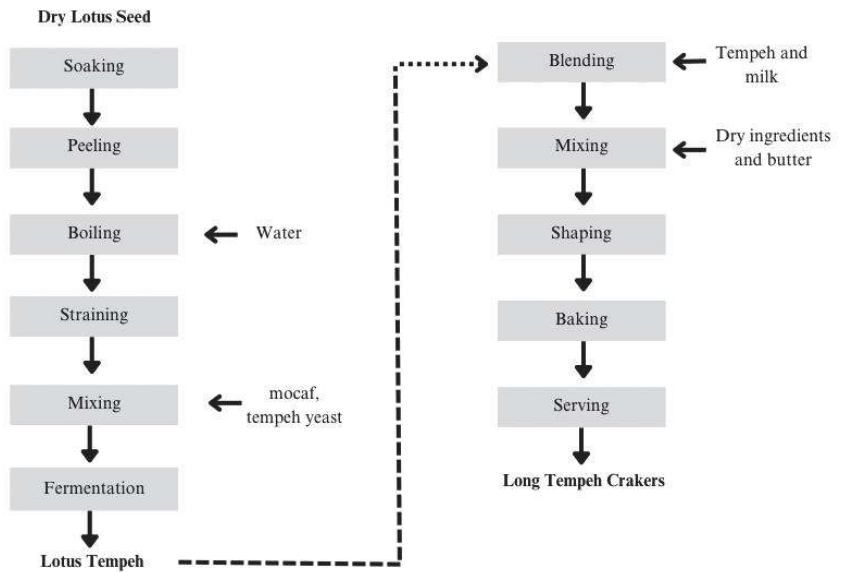 Dry Lotus Seed
Soaking
Peeling
Boiling
Water
Straining
Mixing
mocaf,
tempeh yeast
Fermentation
Lotus Tempeh
Blending
Tempeh and
milk
Mixing
Dry ingredients
and butter
Shaping
Baking
Serving
Long Tempeh Crakers